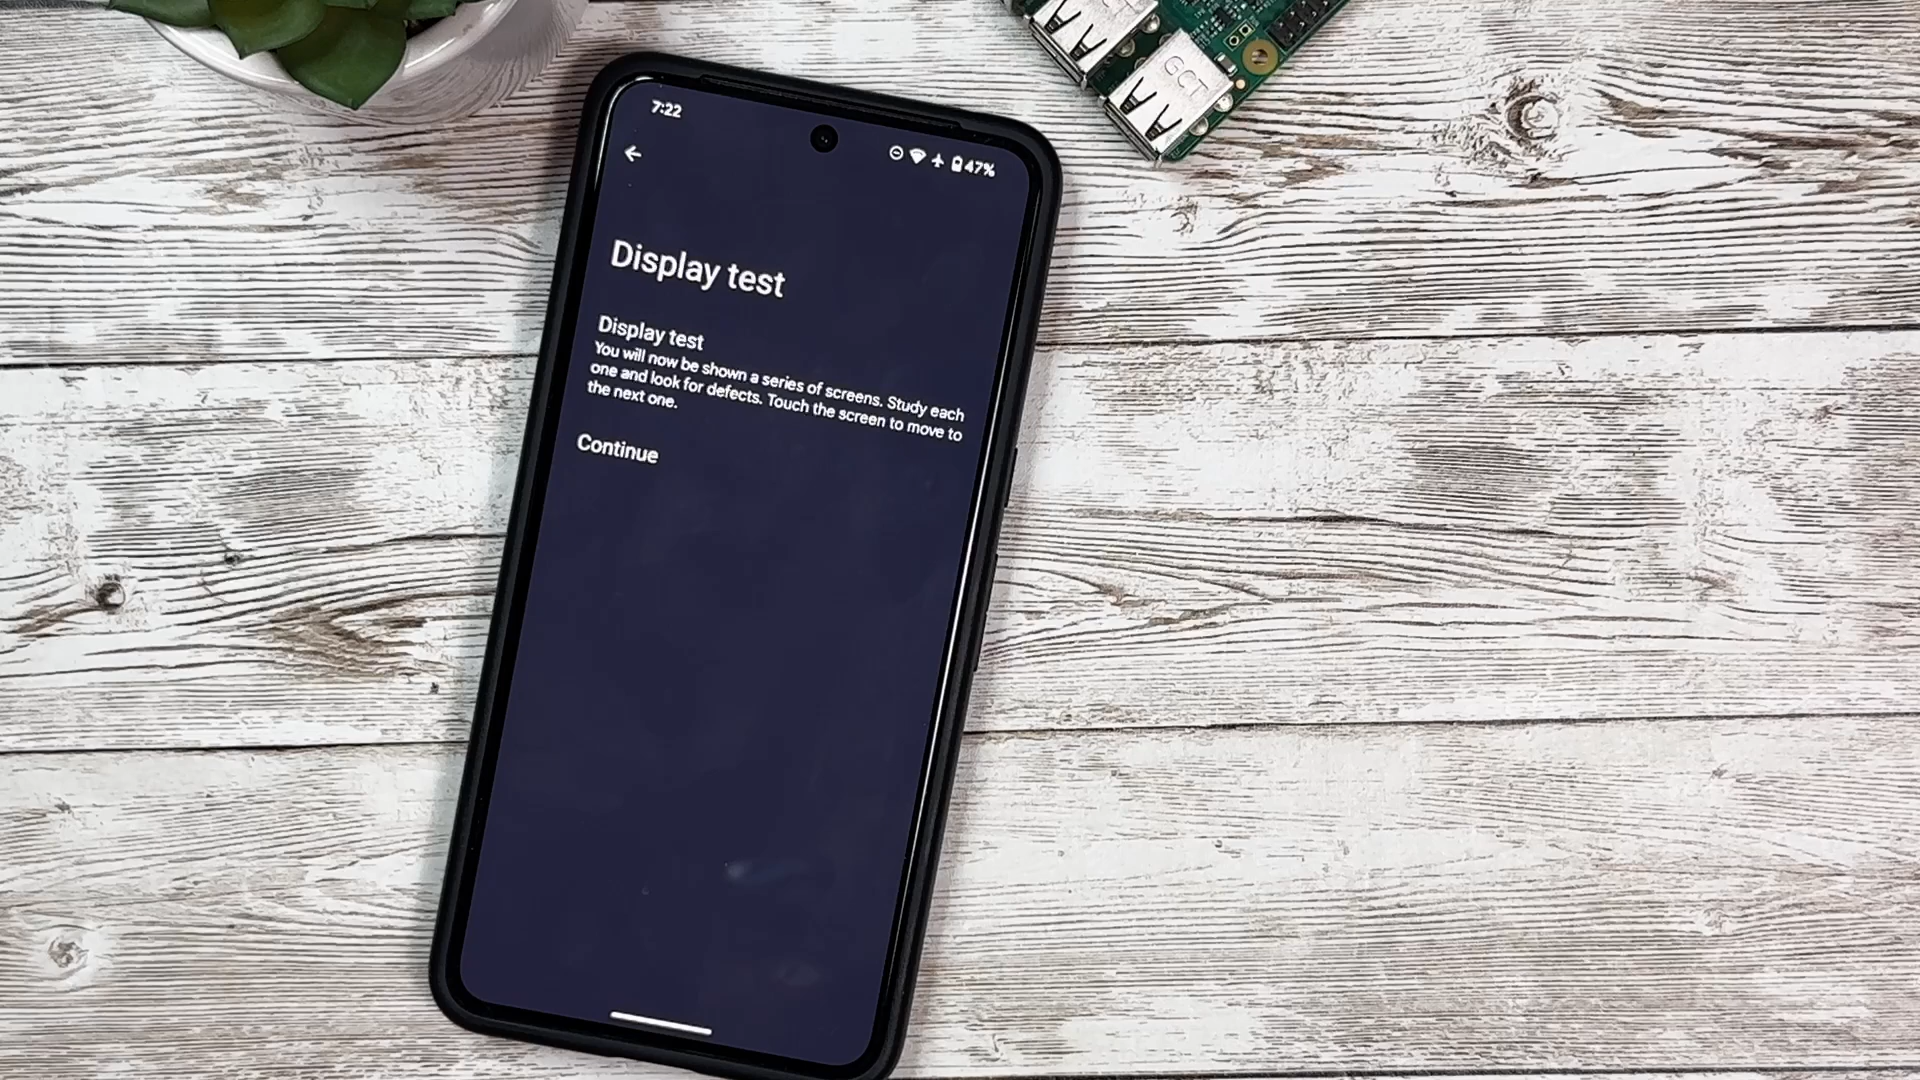 7:22
47%
Display test
Display test
You will now be shown a series of screens. Study each
one and look for defects. Touch the screen to move to
the next one.
Continue
GCT